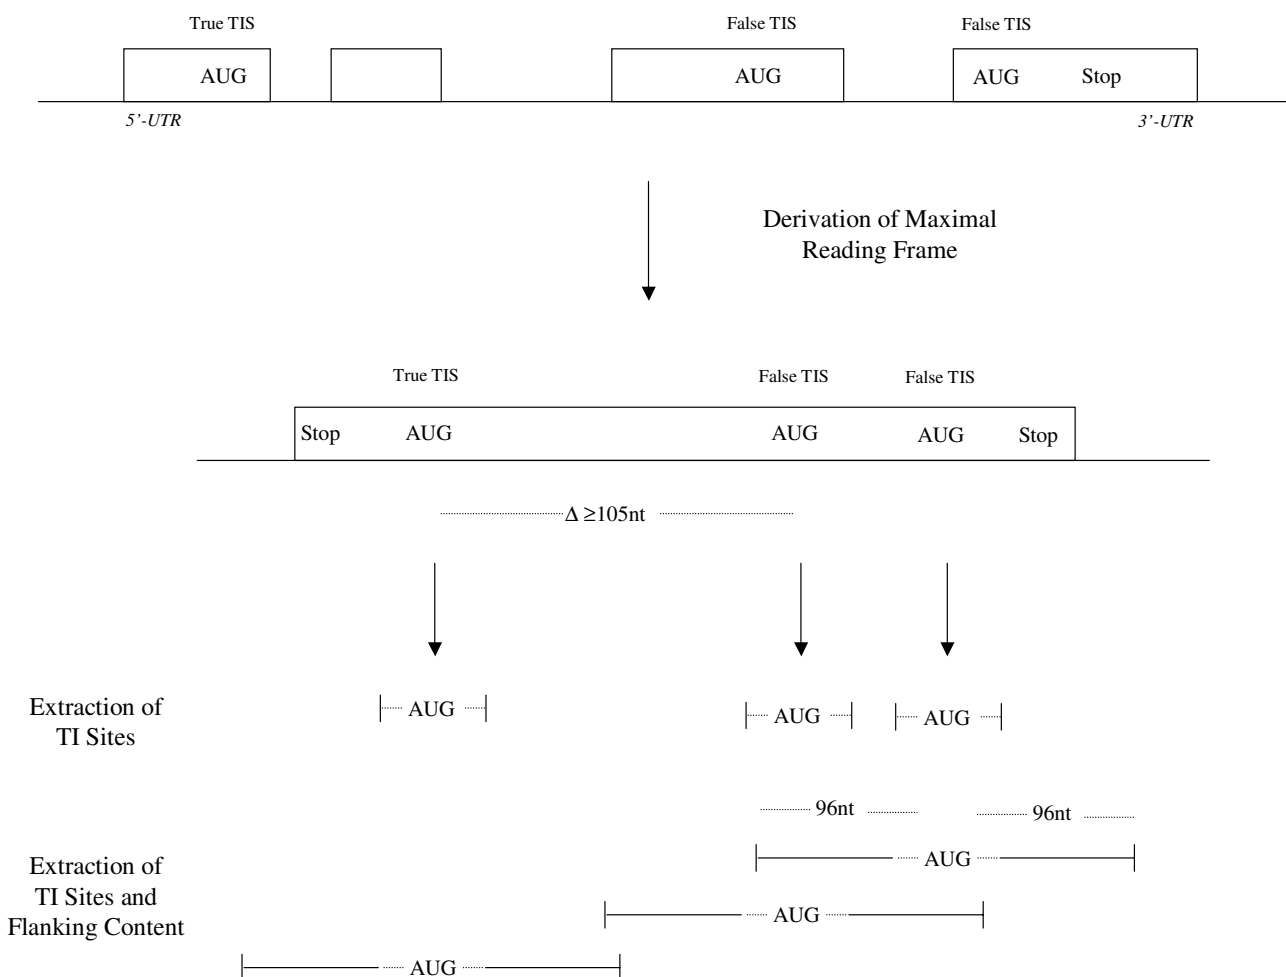 True TIS False TIS False TIS
AUG AUG AUG Stop
5’-UTR 3’-UTR
Derivation of Maximal
Reading Frame
True TIS False TIS False TIS
Stop AUG AUG AUG Stop
Δ ≥105nt
Extraction of
TI Sites
AUG AUG AUG
96nt 96nt
Extraction of
TI Sites and
Flanking Content
AUG
AUG
AUG